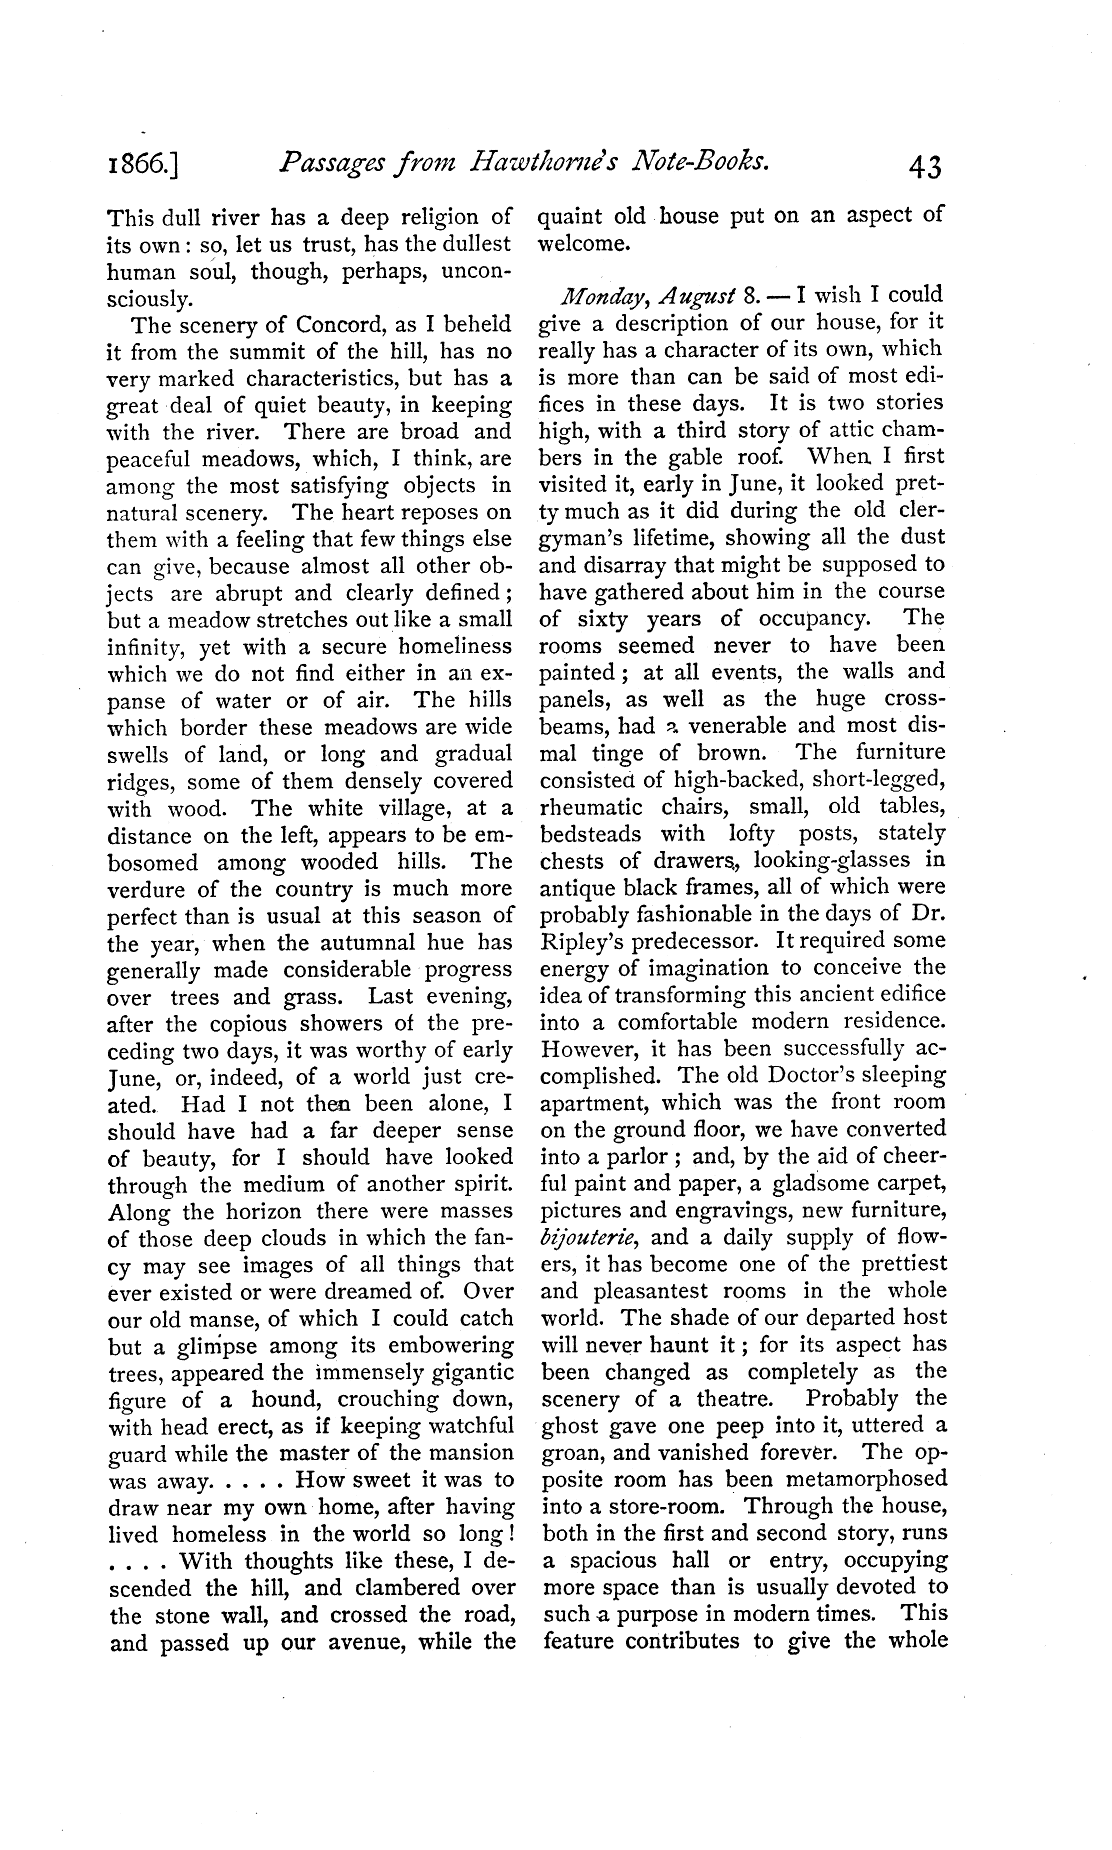 1866.] Passages from Hawthorne's Note-Books. 43
This dull river has a deep religion of
its own : so, let us trust, has the dullest
human soul, though, perhaps, uncon-
sciously.
The scenery of Concord, as I beheld
it from the summit of the hill, has no
very marked characteristics, but has a
great deal of quiet beauty, in keeping
with the river. There are broad and
peaceful meadows, which, I think, are
among the most satisfying objects in
natural scenery. The heart reposes on
them with a feeling that few things else
can give, because almost all other ob-
jects are abrupt and clearly defined ;
but a meadow stretches out like a small
infinity, yet with a secure homeliness
which we do not find either in an ex-
panse of water or of air. The hills
which border these meadows are wide
swells of land, or long and gradual
ridges, some of them densely covered
with wood. The white village, at a
distance on the left, appears to be em-
bosomed among wooded hills. The
verdure of the country is much more
perfect than is usual at this season of
the year, when the autumnal hue has
generally made considerable progress
over trees and grass. Last evening,
after the copious showers of the pre-
ceding two days, it was worthy of early
June, or, indeed, of a world just cre-
ated. Had I not then been alone, I
should have had a far deeper sense
of beauty, for I should have looked
through the medium of another spirit.
Along the horizon there were masses
of those deep clouds in which the fan-
cy may see images of all things that
ever existed or were dreamed of. Over
our old manse, of which I could catch
but a glimpse among its embowering
trees, appeared the immensely gigantic
figure of a hound, crouching down,
with head erect, as if keeping watchful
guard while the master of the mansion
was away. . . . . How sweet it was to
draw near my own home, after having
lived homeless in the world so long !
. . . . With thoughts like these, I de-
scended the hill, and clambered over
the stone wall, and crossed the road,
and passed up our avenue, while the
quaint old house put on an aspect of
welcome.
Monday, August 8. — I wish I could
give a description of our house, for it
really has a character of its own, which
is more than can be said of most edi-
fices in these days. It is two stories
high, with a third story of attic cham-
bers in the gable roof. When I first
visited it, early in June, it looked pret-
ty much as it did during the old cler-
gyman's lifetime, showing all the dust
and disarray that might be supposed to
have gathered about him in the course
of sixty years of occupancy. The
rooms seemed never to have been
painted ; at all events, the walls and
panels, as well as the huge cross-
beams, had a venerable and most dis-
mal tinge of brown. The furniture
consisted of high-backed, short-legged,
rheumatic chairs, small, old tables,
bedsteads with lofty posts, stately
chests of drawers, looking-glasses in
antique black frames, all of which were
probably fashionable in the days of Dr.
Ripley's predecessor. It required some
energy of imagination to conceive the
idea of transforming this ancient edifice
into a comfortable modern residence.
However, it has been successfully ac-
complished. The old Doctor's sleeping
apartment, which was the front room
on the ground floor, we have converted
into a parlor ; and, by the aid of cheer-
ful paint and paper, a gladsome carpet,
pictures and engravings, new furniture,
bijouterie, and a daily supply of flow-
ers, it has become one of the prettiest
and pleasantest rooms in the whole
world. The shade of our departed host
will never haunt it ; for its aspect has
been changed as completely as the
scenery of a theatre. Probably the
ghost gave one peep into it, uttered a
groan, and vanished forever. The op-
posite room has been metamorphosed
into a store-room. Through the house,
both in the first and second story, runs
a spacious hall or entry, occupying
more space than is usually devoted to
such a purpose in modern times. This
feature contributes to give the whole